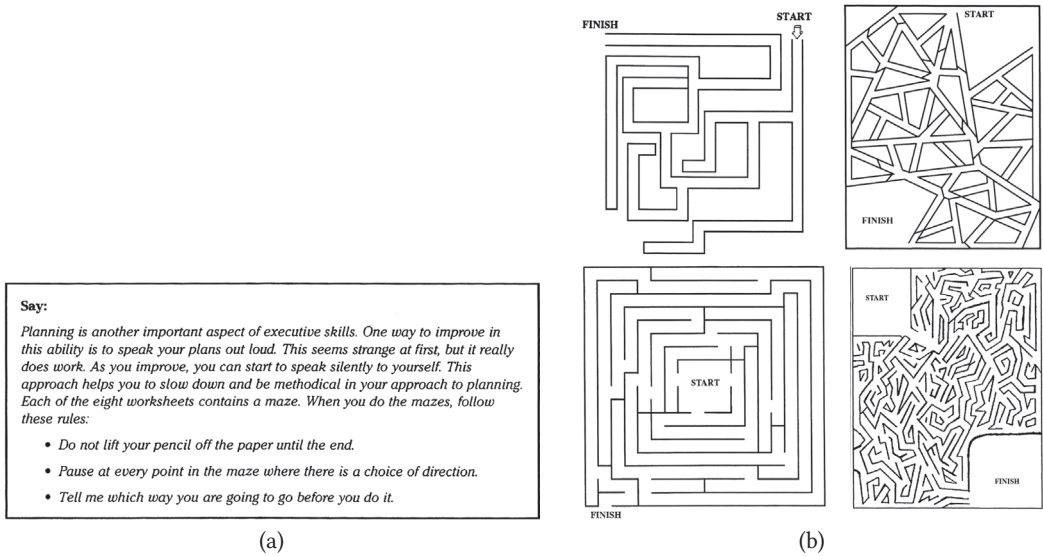 Say:
Planning is another important aspect of executive skills. One way to improve in
this ability is to speak your plans out loud. This seems strange at first, but it really
does work. As you improve, you can start to speak silently to yourself. This
approach helps you to slow down and be methodical in your approach to planning.
Each of the eight worksheets contains a maze. When you do the mazes, follow
these rules:
• Do not lift your pencil off the paper until the end.
• Pause at every point in the maze where there is a choice of direction.
• Tell me which way you are going to go before you do it.
(a)
FINISH
START
START
FINISH
START
FINISH
START
FINISH
(b)